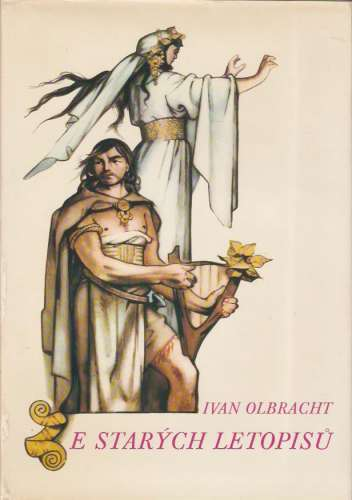 IVAN OLBRACHT
ZE STARÝCH LETOPISŮ